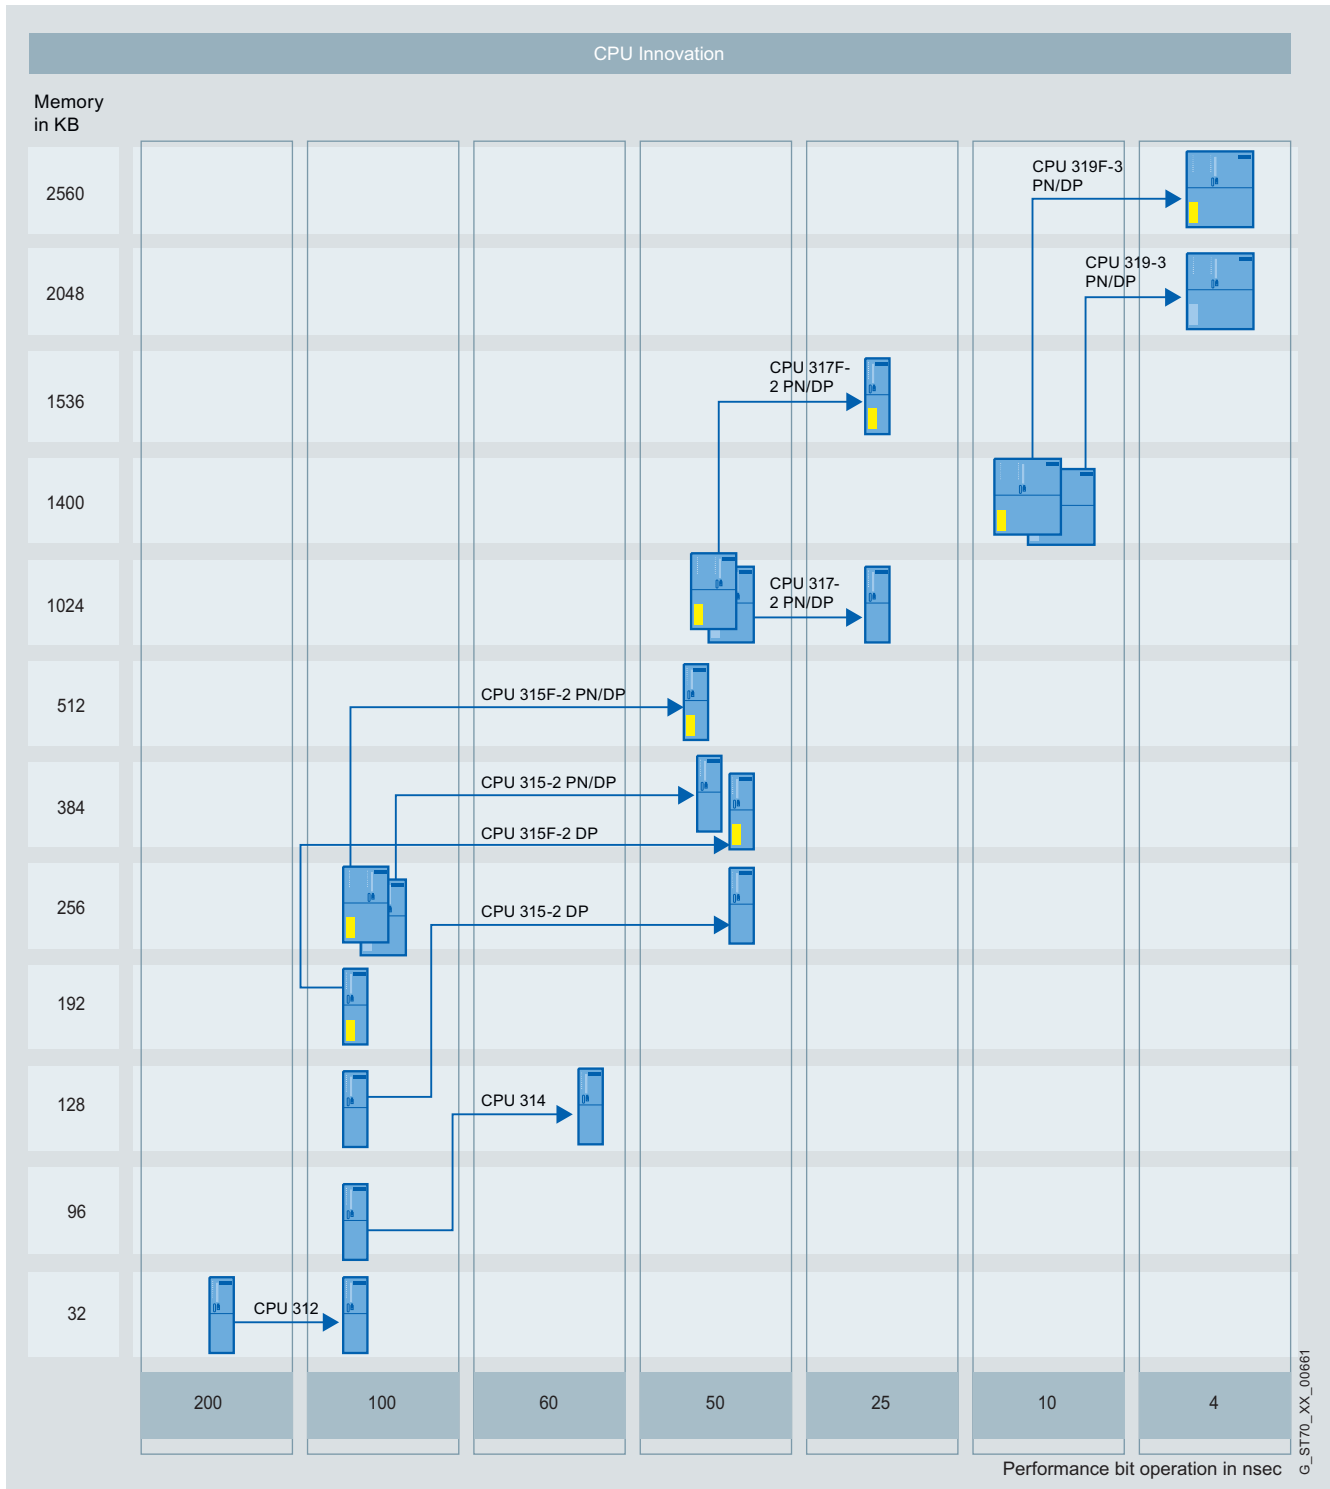 CPU Innovation
Memory
in KB
2560
CPU 319F-3
PN/DP
2048
CPU 319-3
PN/DP
1536
CPU 317F-
2 PN/DP
1400
1024
CPU 317-
2 PN/DP
512
CPU 315F-2 PN/DP
384
CPU 315-2 PN/DP
CPU 315F-2 DP
256
CPU 315-2 DP
192
128
CPU 314
96
32
CPU 312
200
100
60
50
25
10
4
Performance bit operation in nsec
G_ST70_XX_00661